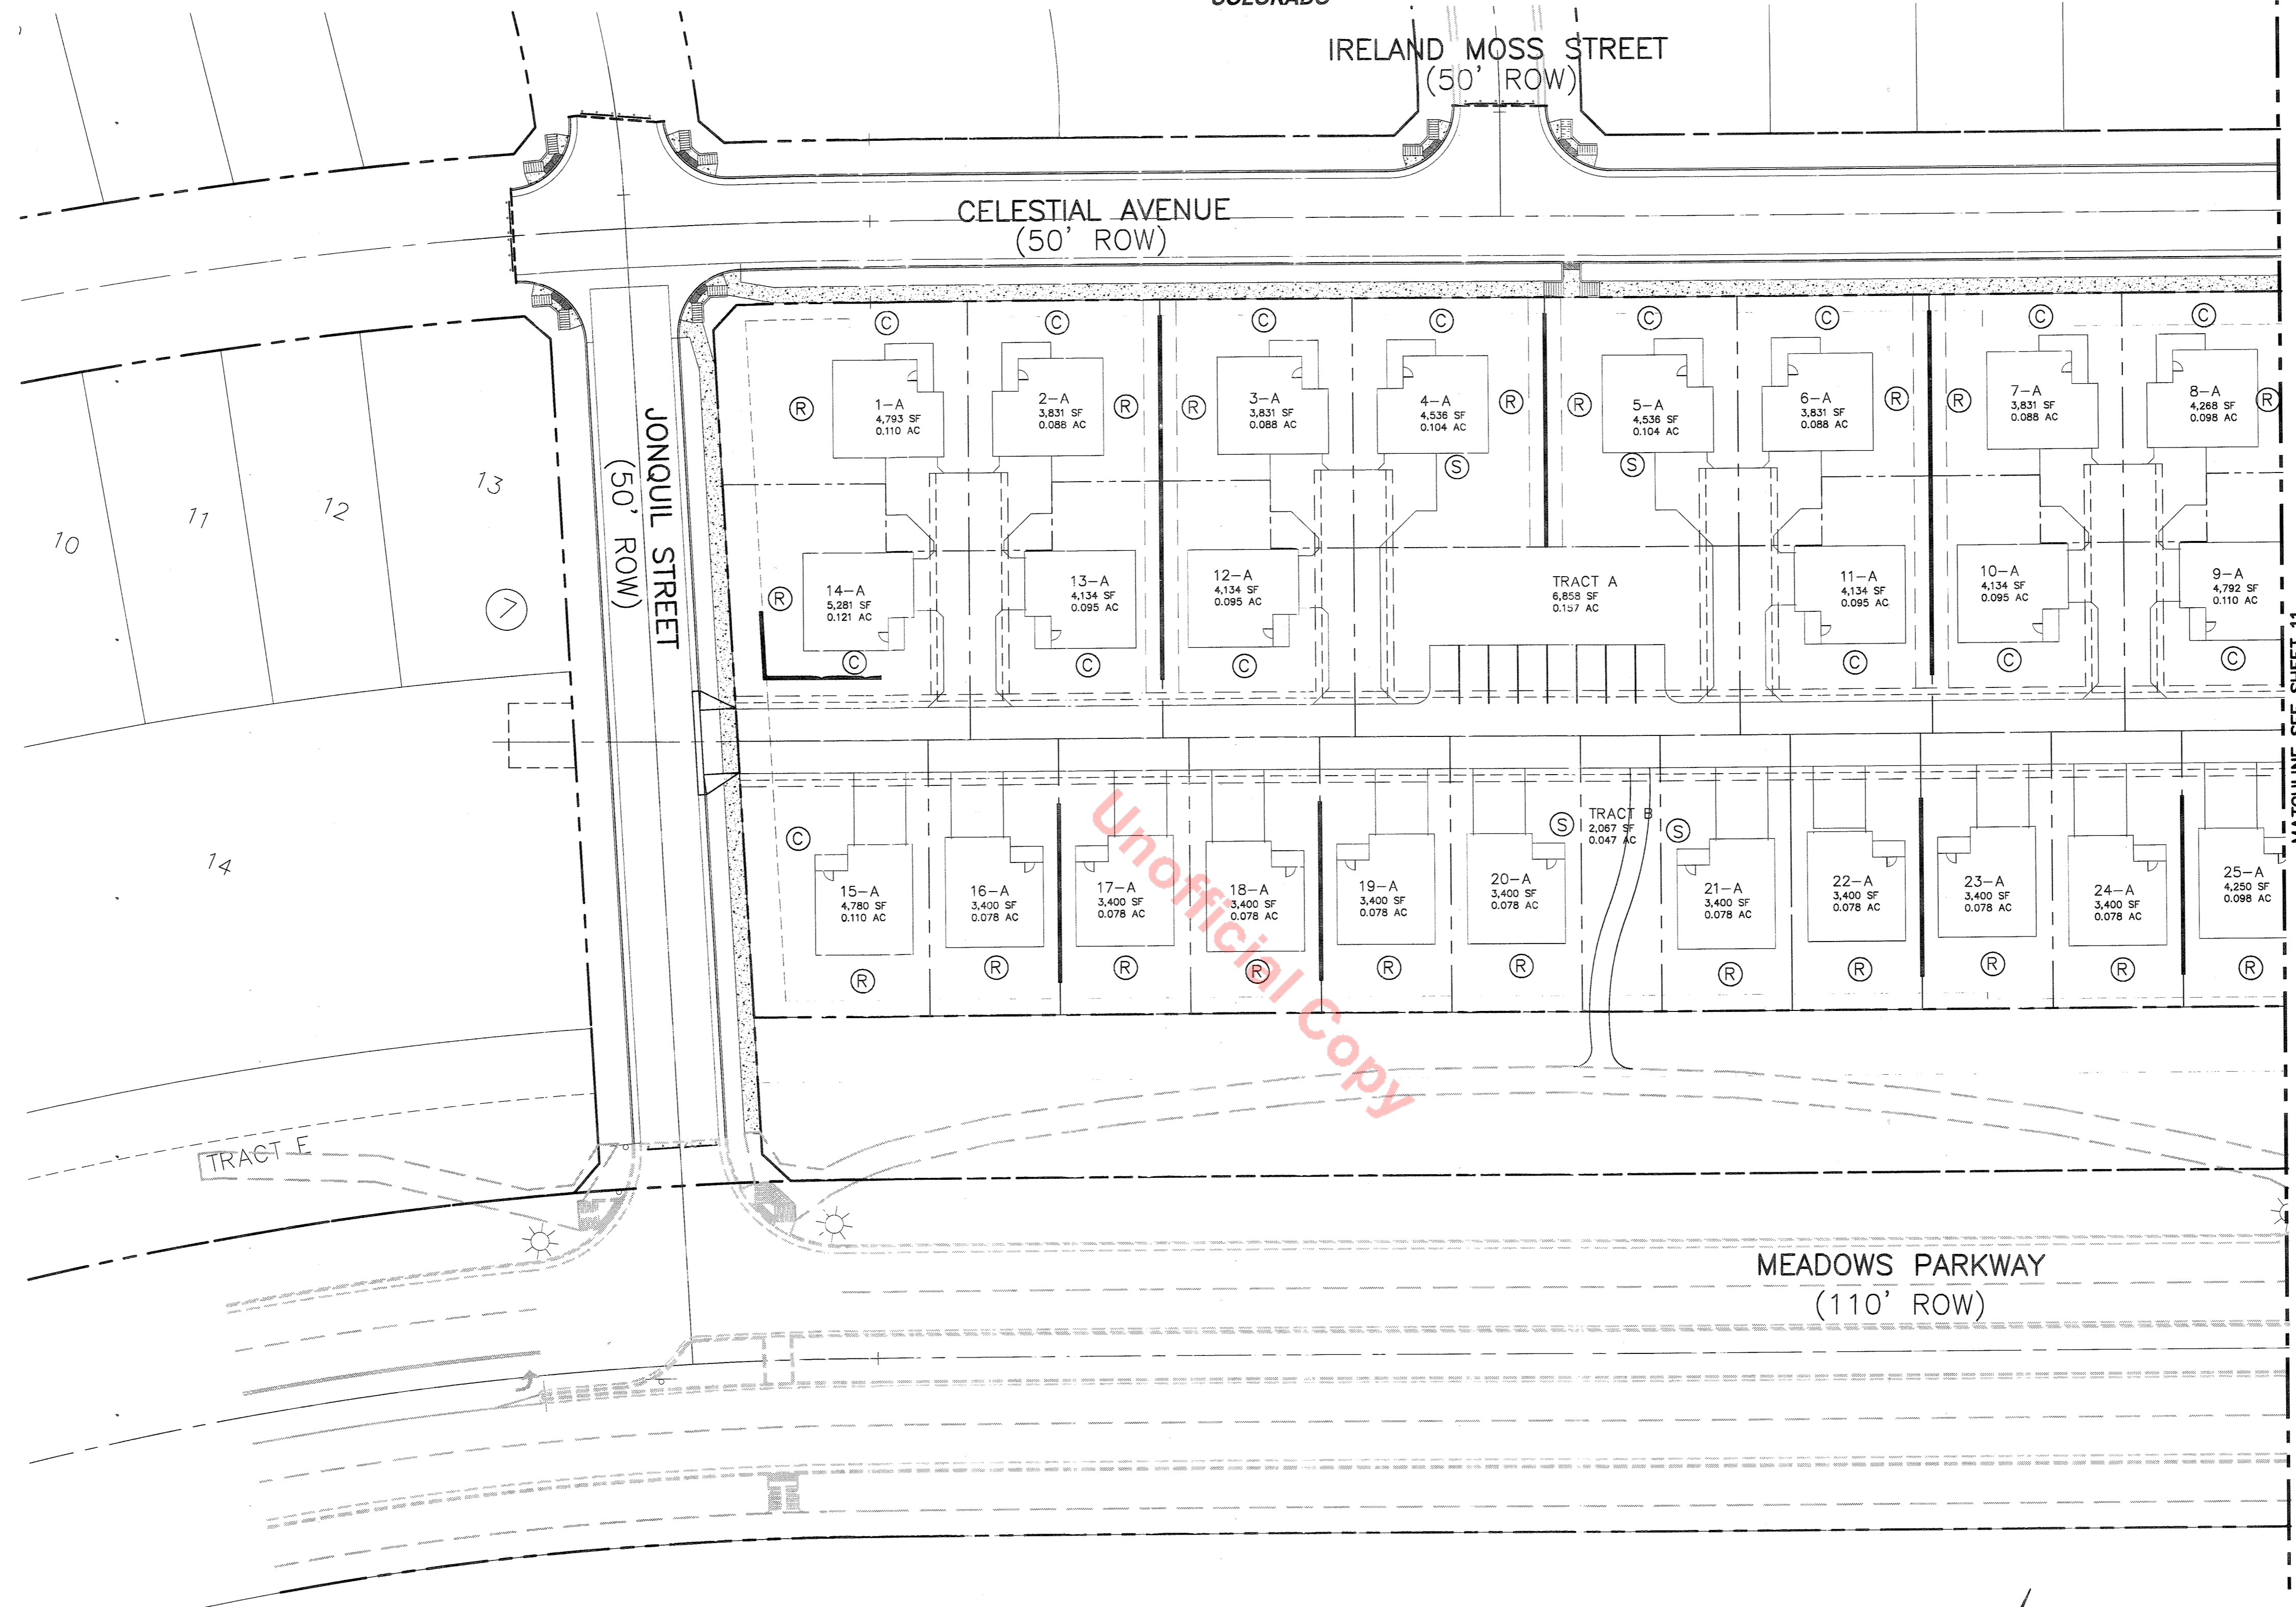 COLORADO
IRELAND MOSS STREET
(50' ROW)
CELESTIAL AVENUE
(50' ROW)
JONQUIL STREET
(50' ROW)
C
C
C
C
C
C
C
C
R
1-A
4,793 SF
0.110 AC
2-A
3,831 SF
0.088 AC
R
R
3-A
3,831 SF
0.088 AC
4-A
4,536 SF
0.104 AC
R
S
R
5-A
4,536 SF
0.104 AC
S
6-A
3,831 SF
0.088 AC
R
R
7-A
3,831 SF
0.088 AC
8-A
4,268 SF
0.098 AC
R
10
11
12
13
7
14
R
14-A
5,281 SF
0.121 AC
C
13-A
4,134 SF
0.095 AC
C
12-A
4,134 SF
0.095 AC
C
TRACT A
6,858 SF
0.157 AC
11-A
4,134 SF
0.095 AC
C
10-A
4,134 SF
0.095 AC
C
9-A
4,792 SF
0.110 AC
C
MATCHLINE SEE SHEET 11
C
15-A
4,780 SF
0.110 AC
R
16-A
3,400 SF
0.078 AC
R
17-A
3,400 SF
0.078 AC
R
18-A
3,400 SF
0.078 AC
R
19-A
3,400 SF
0.078 AC
R
20-A
3,400 SF
0.078 AC
R
S
TRACT B
2,067 SF
0.047 AC
S
21-A
3,400 SF
0.078 AC
R
22-A
3,400 SF
0.078 AC
R
23-A
3,400 SF
0.078 AC
R
24-A
3,400 SF
0.078 AC
R
25-A
4,250 SF
0.098 AC
R
Unofficial Copy
TRACT E
MEADOWS PARKWAY
(110' ROW)